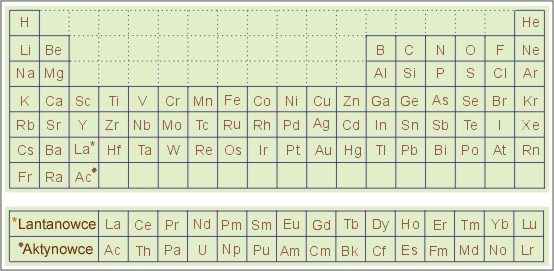 H He
Li Be B C N O F Ne
Na Mg Al Si P S Cl Ar
K Ca Sc Ti V Cr Mn Fe Co Ni Cu Zn Ga Ge As Se Br Kr
Rb Sr Y Zr Nb Mo Tc Ru Rh Pd Ag Cd In Sn Sb Te I Xe
Cs Ba La* Hf Ta W Re Os Ir Pt Au Hg Tl Pb Bi Po At Rn
Fr Ra Ac◆
*Lantanowce La Ce Pr Nd Pm Sm Eu Gd Tb Dy Ho Er Tm Yb Lu
◆Aktynowce Ac Th Pa U Np Pu Am Cm Bk Cf Es Fm Md No Lr